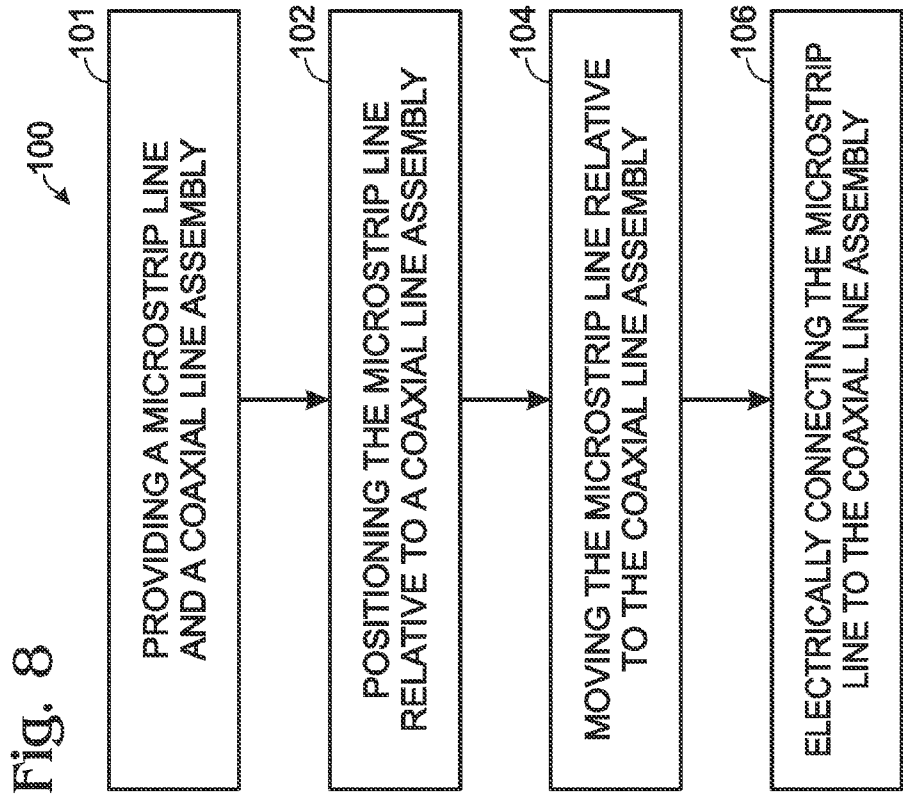 Fig. 8
100
101
PROVIDING A MICROSTRIP LINE
AND A COAXIAL LINE ASSEMBLY
102
POSITIONING THE MICROSTRIP LINE
RELATIVE TO A COAXIAL LINE ASSEMBLY
104
MOVING THE MICROSTRIP LINE RELATIVE
TO THE COAXIAL LINE ASSEMBLY
106
ELECTRICALLY CONNECTING THE MICROSTRIP
LINE TO THE COAXIAL LINE ASSEMBLY